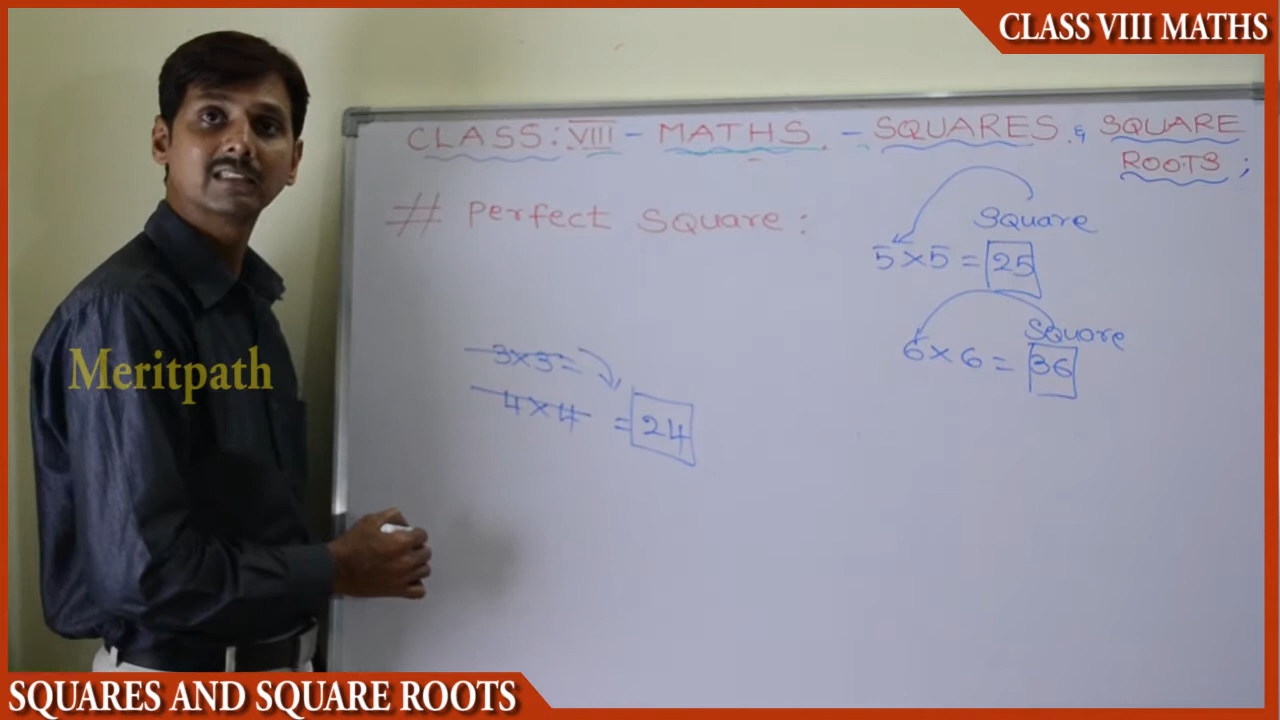 CLASS VIII MATHS
CLASS: VIII - MATHS. - SQUARES. & SQUARE
ROOTS;
# Perfect Square:
Square
5×5 = 25
Square
6×6 = 36
3×3=
4×4 = 24
Meritpath
SQUARES AND SQUARE ROOTS